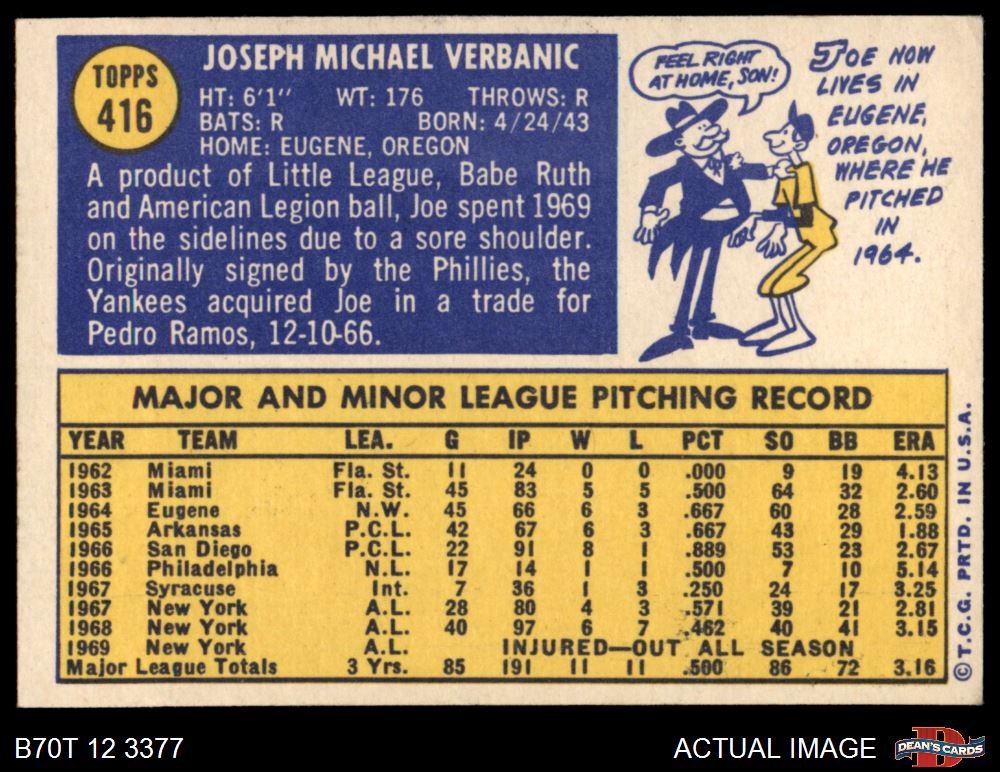 TOPPS
416
JOSEPH MICHAEL VERBANIC
HT: 6'1" WT: 176 THROWS: R
BATS: R BORN: 4/24/43
HOME: EUGENE, OREGON
A product of Little League, Babe Ruth
and American Legion ball, Joe spent 1969
on the sidelines due to a sore shoulder.
Originally signed by the Phillies, the
Yankees acquired Joe in a trade for
Pedro Ramos, 12-10-66.
FEEL RIGHT
AT HOME, SON!
JOE NOW
LIVES IN
EUGENE,
OREGON,
WHERE HE
PITCHED
IN
1964.
MAJOR AND MINOR LEAGUE PITCHING RECORD
YEAR TEAM LEA. G IP W L PCT SO BB ERA
1962 Miami Fla. St. 11 24 0 0 .000 9 19 4.13
1963 Miami Fla. St. 45 83 5 5 .500 64 32 2.60
1964 Eugene N.W. 45 66 6 3 .667 60 28 2.59
1965 Arkansas P.C.L. 42 67 6 3 .667 43 29 1.88
1966 San Diego P.C.L. 22 91 8 1 .889 53 23 2.67
1966 Philadelphia N.L. 17 14 1 1 .500 7 10 5.14
1967 Syracuse Int. 7 36 1 3 .250 24 17 3.25
1967 New York A.L. 28 80 4 3 .571 39 21 2.81
1968 New York A.L. 40 97 6 7 .462 40 41 3.15
1969 New York A.L. INJURED—OUT ALL SEASON
Major League Totals 3 Yrs. 85 191 11 11 .500 86 72 3.16
© T.C.G. PRTD. IN U.S.A.
B70T 12 3377
ACTUAL IMAGE
D
DEAN'S CARDS